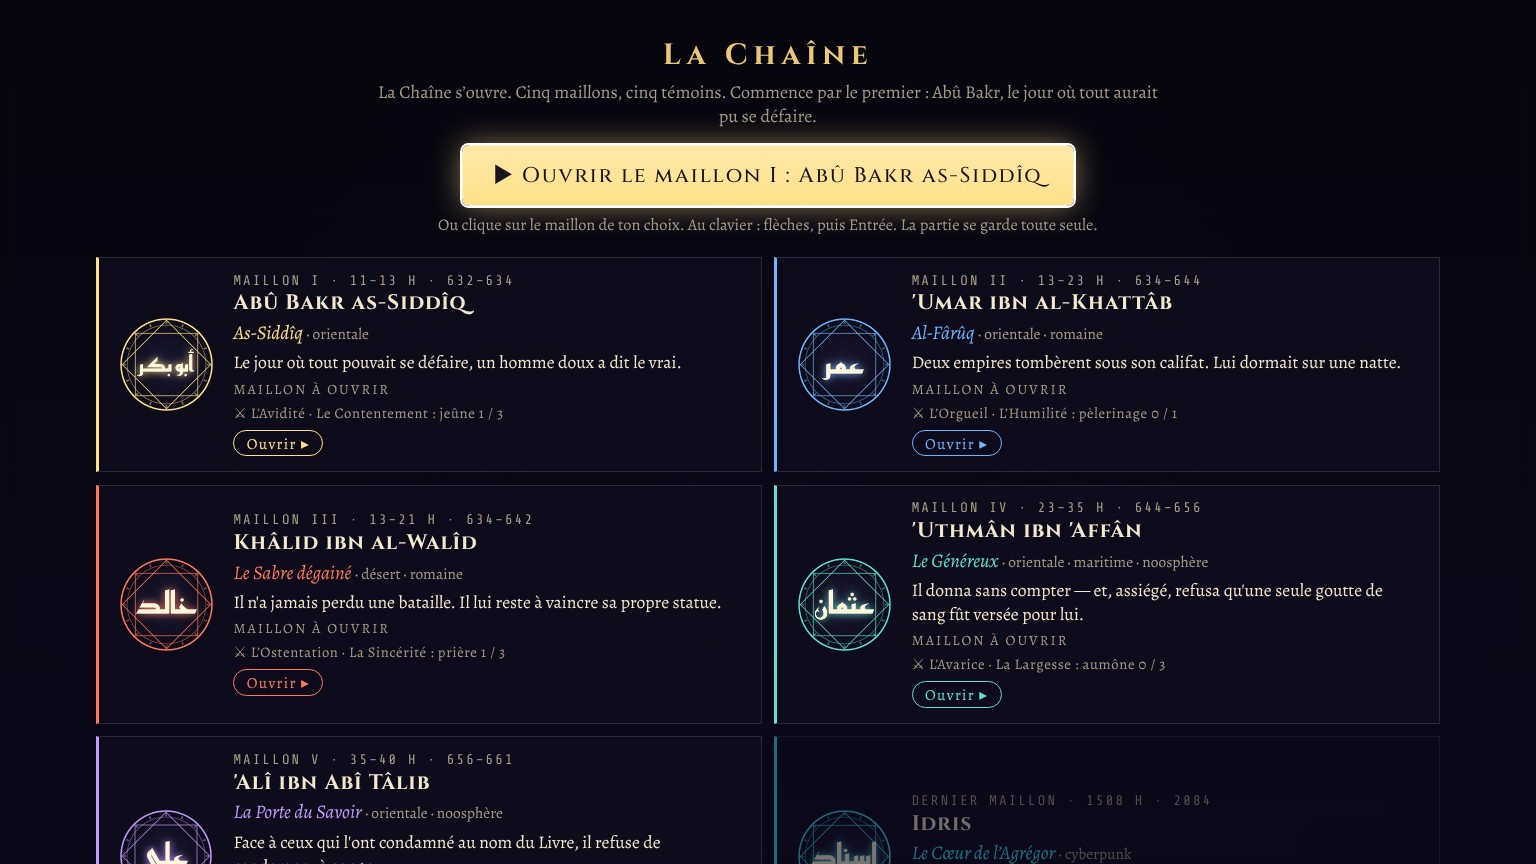 La Chaîne
La Chaîne s'ouvre. Cinq maillons, cinq témoins. Commence par le premier : Abû Bakr, le jour où tout aurait
pu se défaire.
▶ Ouvrir le maillon I : Abû Bakr as-Siddîq
Ou clique sur le maillon de ton choix. Au clavier : flèches, puis Entrée. La partie se garde toute seule.
أبو بكر
MAILLON I · 11–13 H · 632–634
Abû Bakr as-Siddîq
As-Siddîq · orientale
Le jour où tout pouvait se défaire, un homme doux a dit le vrai.
MAILLON À OUVRIR
⚔ L'Avidité · Le Contentement : jeûne 1 / 3
Ouvrir ▸
عمر
MAILLON II · 13–23 H · 634–644
'Umar ibn al-Khattâb
Al-Fârûq · orientale · romaine
Deux empires tombèrent sous son califat. Lui dormait sur une natte.
MAILLON À OUVRIR
⚔ L'Orgueil · L'Humilité : pèlerinage 0 / 1
Ouvrir ▸
خالد
MAILLON III · 13–21 H · 634–642
Khâlid ibn al-Walîd
Le Sabre dégainé · désert · romaine
Il n'a jamais perdu une bataille. Il lui reste à vaincre sa propre statue.
MAILLON À OUVRIR
⚔ L'Ostentation · La Sincérité : prière 1 / 3
Ouvrir ▸
عثمان
MAILLON IV · 23–35 H · 644–656
'Uthmân ibn 'Affân
Le Généreux · orientale · maritime · noosphère
Il donna sans compter — et, assiégé, refusa qu'une seule goutte de
sang fût versée pour lui.
MAILLON À OUVRIR
⚔ L'Avarice · La Largesse : aumône 0 / 3
Ouvrir ▸
علي
MAILLON V · 35–40 H · 656–661
'Alî ibn Abî Tâlib
La Porte du Savoir · orientale · noosphère
Face à ceux qui l'ont condamné au nom du Livre, il refuse de
DERNIER MAILLON · 1508 H · 2084
Idris
Le Cœur de l'Agrégor · cyberpunk